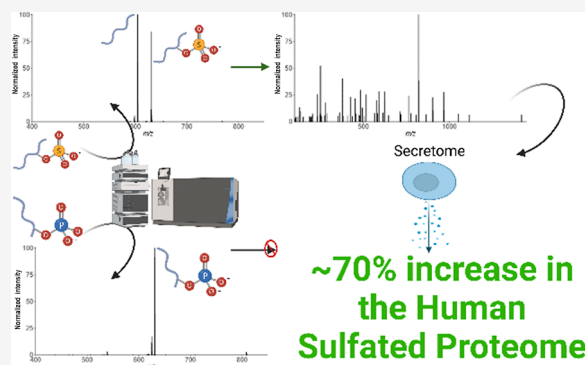 Normalized intensity
100
75
50
25
0
400
500
600
700
800
m/z
S
O
O
O
O
-
Normalized intensity
100
75
50
25
0
500
1000
m/z
S
O
O
O
O
-
P
O
O
O
O
-
-
Secretome
Normalized intensity
100
75
50
25
0
400
500
600
700
800
m/z
P
O
O
O
O
-
-
~70% increase in
the Human
Sulfated Proteome